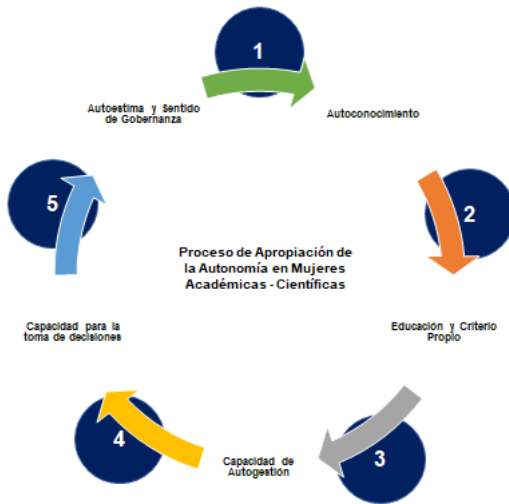 1
Autoestima y Sentido
de Gobernanza
Autoconocimiento
5
2
Proceso de Apropiación de
la Autonomía en Mujeres
Académicas - Científicas
Capacidad para la
toma de decisiones
Educación y Criterio
Propio
4
Capacidad de
Autogestión
3